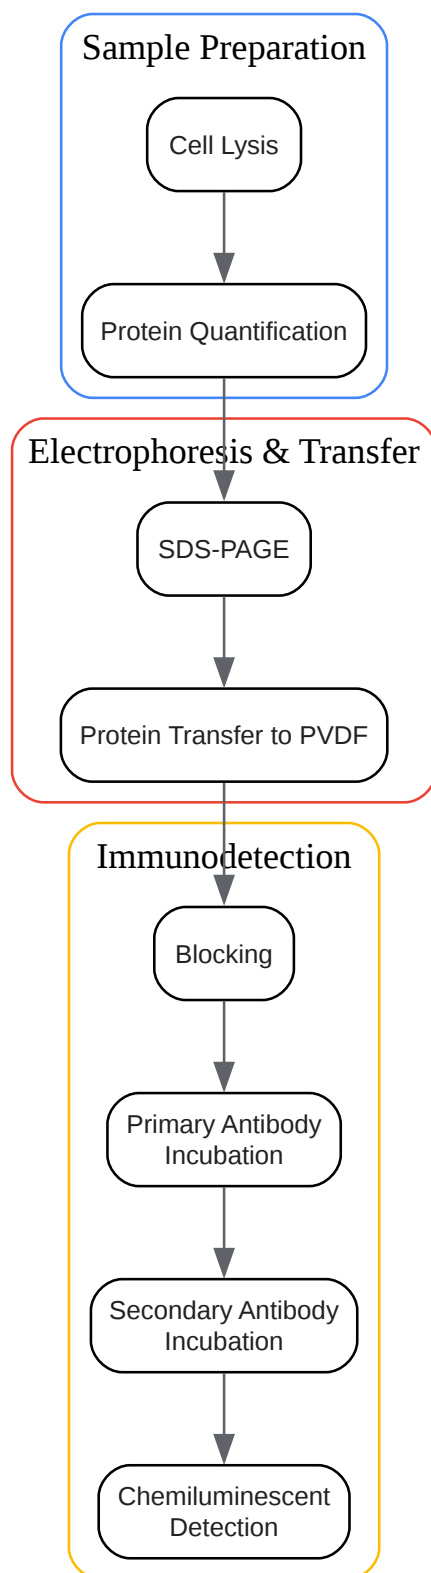 Sample Preparation
Cell Lysis
Protein Quantification
Electrophoresis & Transfer
SDS-PAGE
Protein Transfer to PVDF
Immunodetection
Blocking
Primary Antibody
Incubation
Secondary Antibody
Incubation
Chemiluminescent
Detection